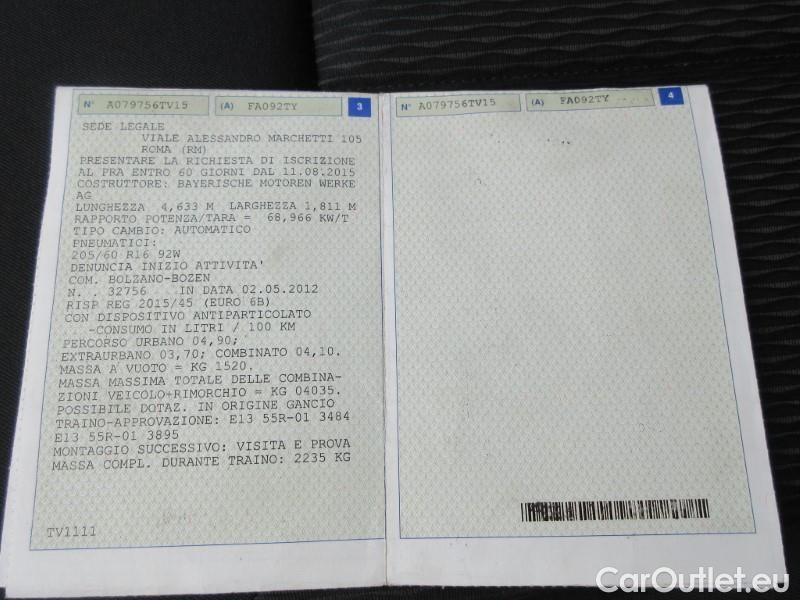 N° A079756TV15 (A) FA092TY 3
SEDE LEGALE
VIALE ALESSANDRO MARCHETTI 105
ROMA (RM)
PRESENTARE LA RICHIESTA DI ISCRIZIONE
AL PRA ENTRO 60 GIORNI DAL 11.08.2015
COSTRUTTORE: BAYERISCHE MOTOREN WERKE
AG
LUNGHEZZA 4,633 M LARGHEZZA 1,811 M
RAPPORTO POTENZA/TARA = 68,966 KW/T
TIPO CAMBIO: AUTOMATICO
PNEUMATICI:
205/60 R16 92W
DENUNCIA INIZIO ATTIVITA'
COM. BOLZANO-BOZEN
N. . 32756 ...IN DATA 02.05.2012
RISP REG 2015/45 (EURO 6B)
CON DISPOSITIVO ANTIPARTICOLATO
...-CONSUMO IN LITRI / 100 KM
PERCORSO URBANO 04,90;
EXTRAURBANO 03,70; COMBINATO 04,10.
MASSA A VUOTO = KG 1520.
MASSA MASSIMA TOTALE DELLE COMBINA-
ZIONI VEICOLO+RIMORCHIO = KG 04035.
POSSIBILE DOTAZ. IN ORIGINE GANCIO
TRAINO-APPROVAZIONE: E13 55R-01 3484
E13 55R-01 3895
MONTAGGIO SUCCESSIVO: VISITA E PROVA
MASSA COMPL. DURANTE TRAINO: 2235 KG
TV1111
N° A079756TV15 (A) FA092TY 4
CarOutlet.eu